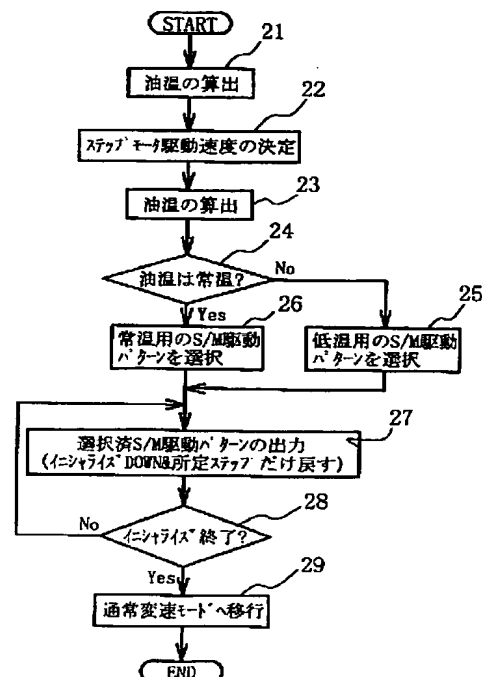 START
21
油温の算出
22
ステップモータ駆動速度の決定
23
油温の算出
24
油温は常温?
No
Yes
26
25
常温用のS/M駆動
パターンを選択
低温用のS/M駆動
パターンを選択
27
選択済S/M駆動パターンの出力
(イニシャライズDOWN&所定ステップだけ戻す)
28
No
イニシャライズ終了?
Yes
29
通常変速モードへ移行
END